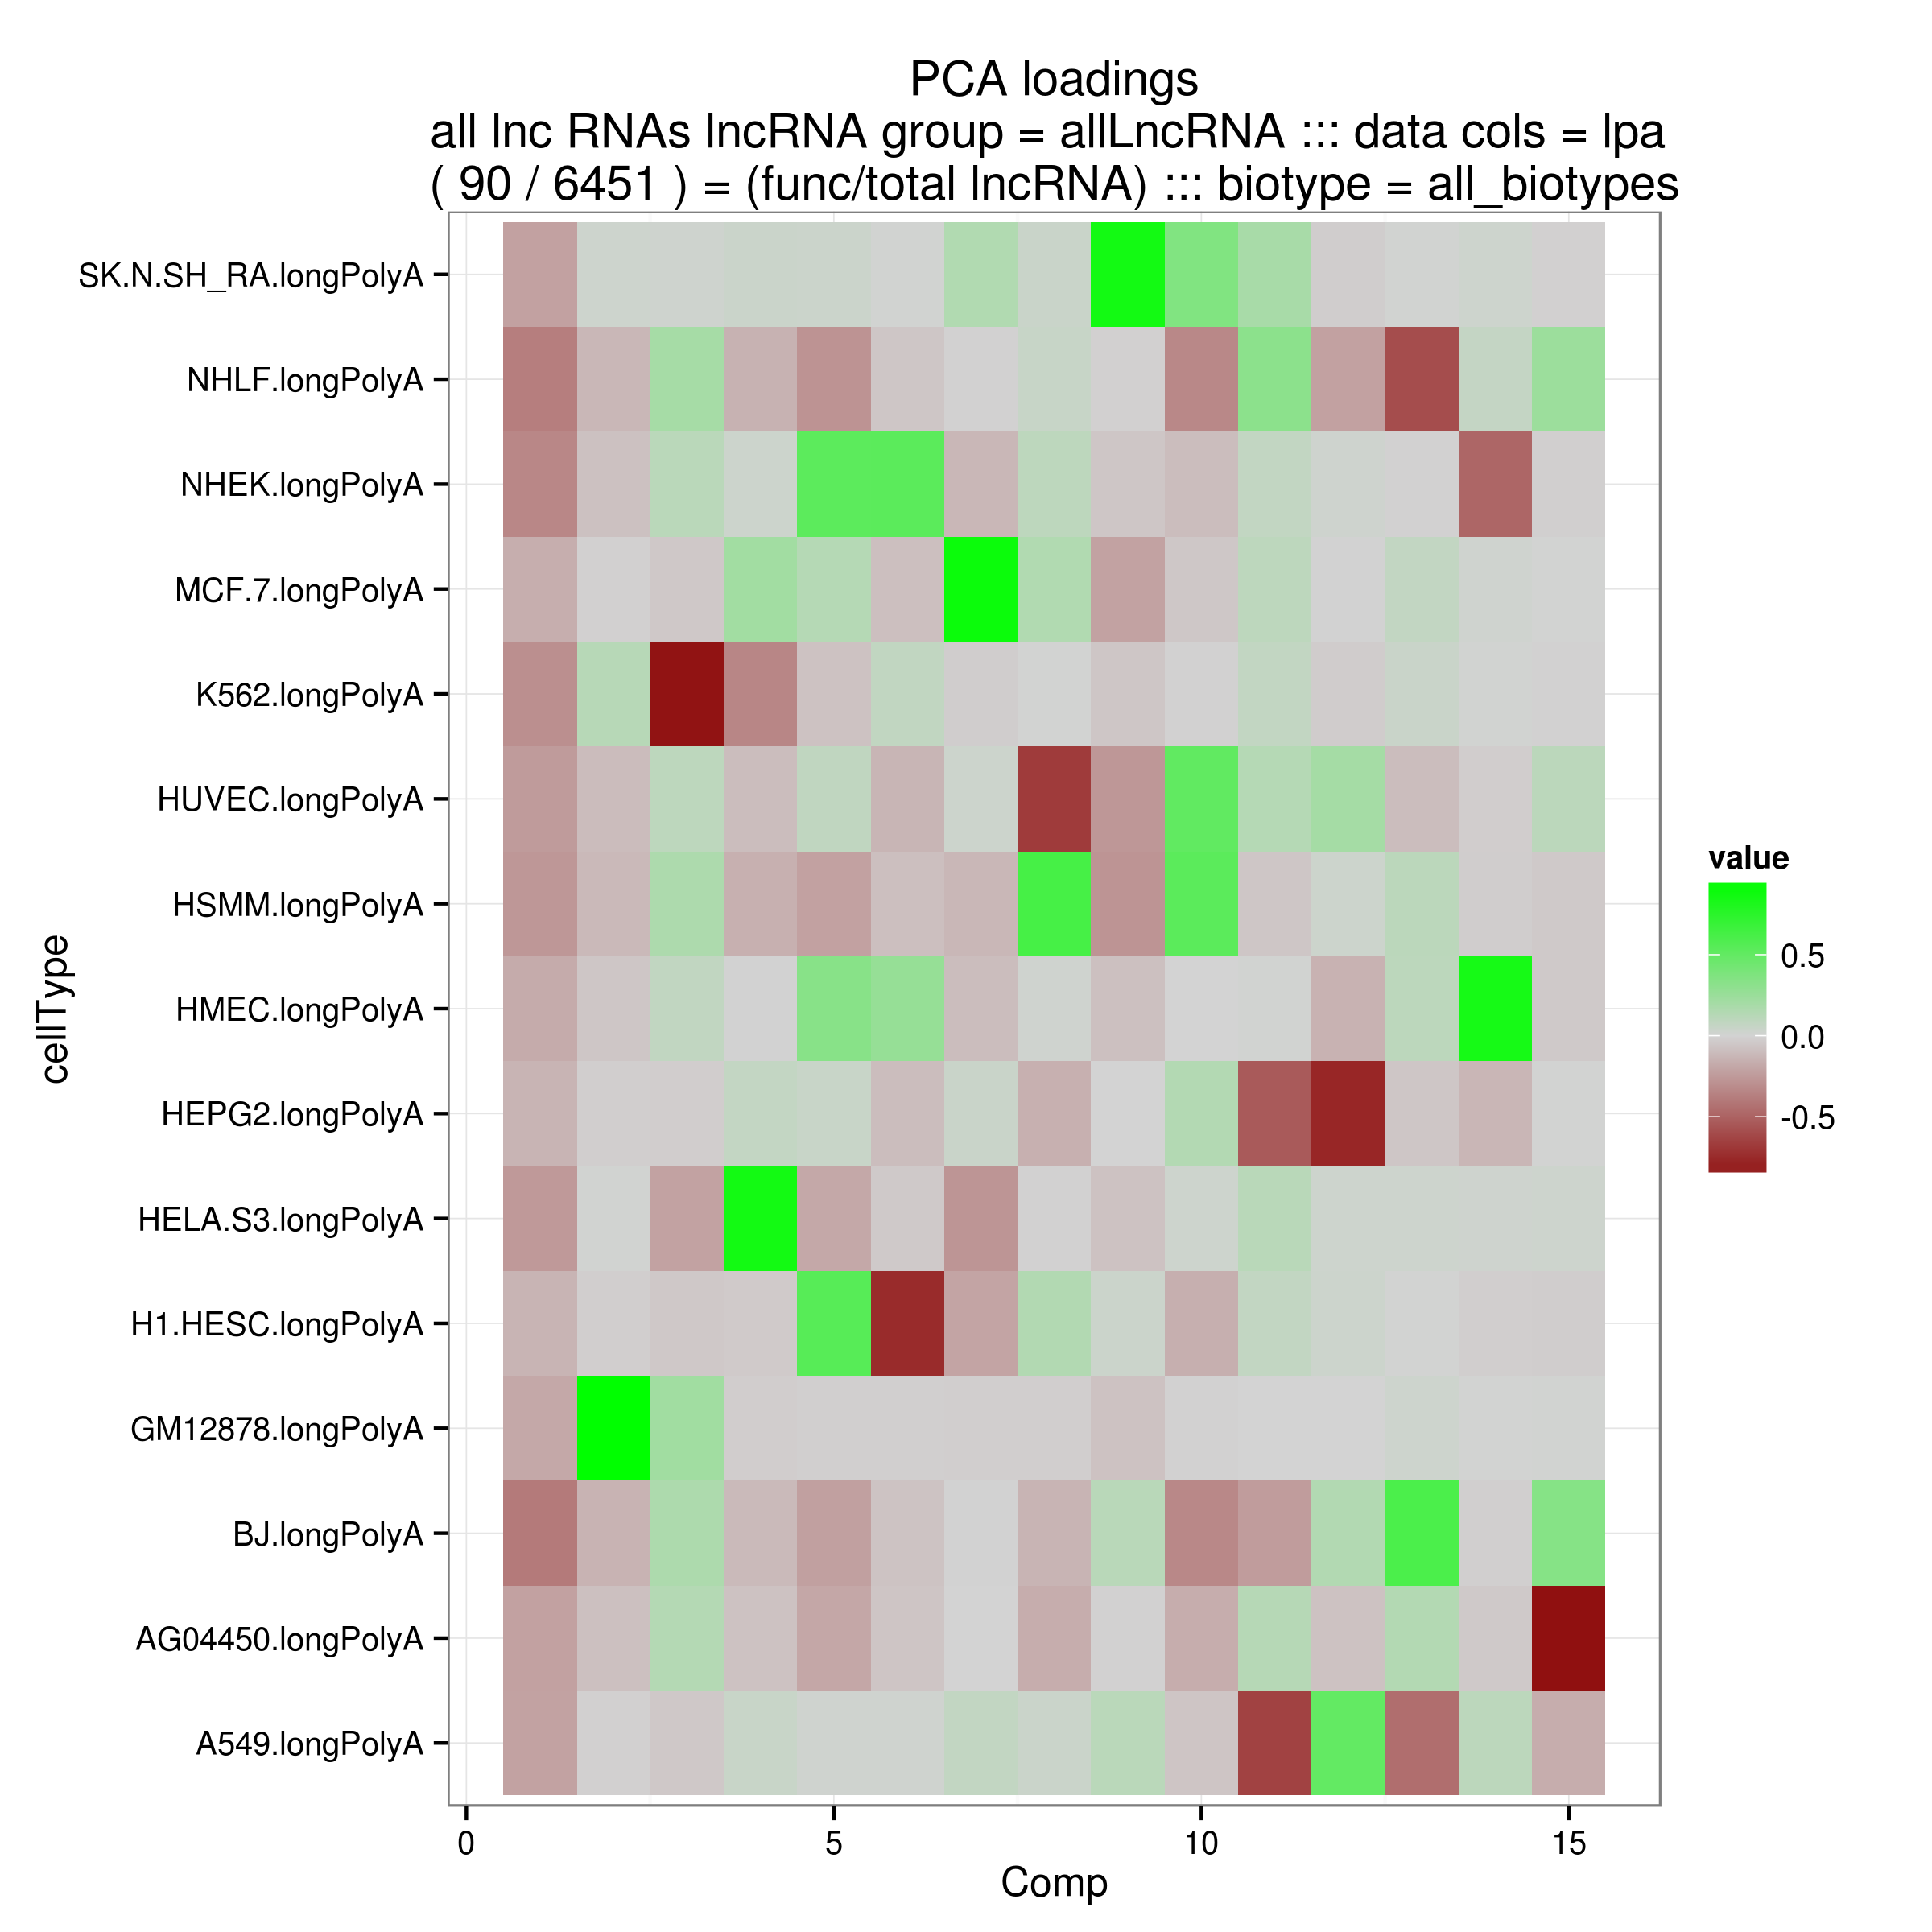 PCA loadings
all lnc RNAs lncRNA group = allLncRNA ::: data cols = lpa
( 90 / 6451 ) = (func/total lncRNA) ::: biotype = all_biotypes
SK.N.SH_RA.longPolyA
NHLF.longPolyA
NHEK.longPolyA
MCF.7.longPolyA
K562.longPolyA
HUVEC.longPolyA
HSMM.longPolyA
HMEC.longPolyA
HEPG2.longPolyA
HELA.S3.longPolyA
H1.HESC.longPolyA
GM12878.longPolyA
BJ.longPolyA
AG04450.longPolyA
A549.longPolyA
cellType
0 5 10 15
Comp
value
0.5
0.0
-0.5